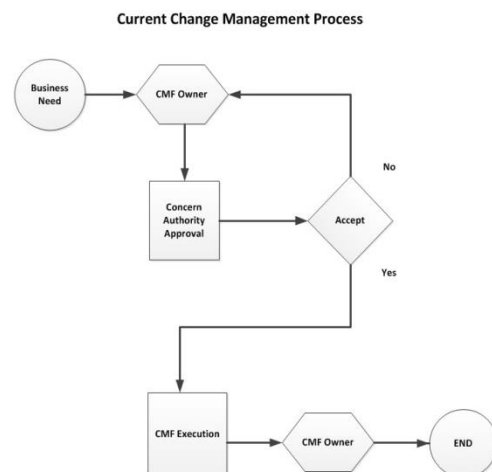 Current Change Management Process
Business
Need
CMF Owner
No
Concern
Authority
Approval
Accept
Yes
CMF Execution
CMF Owner
END